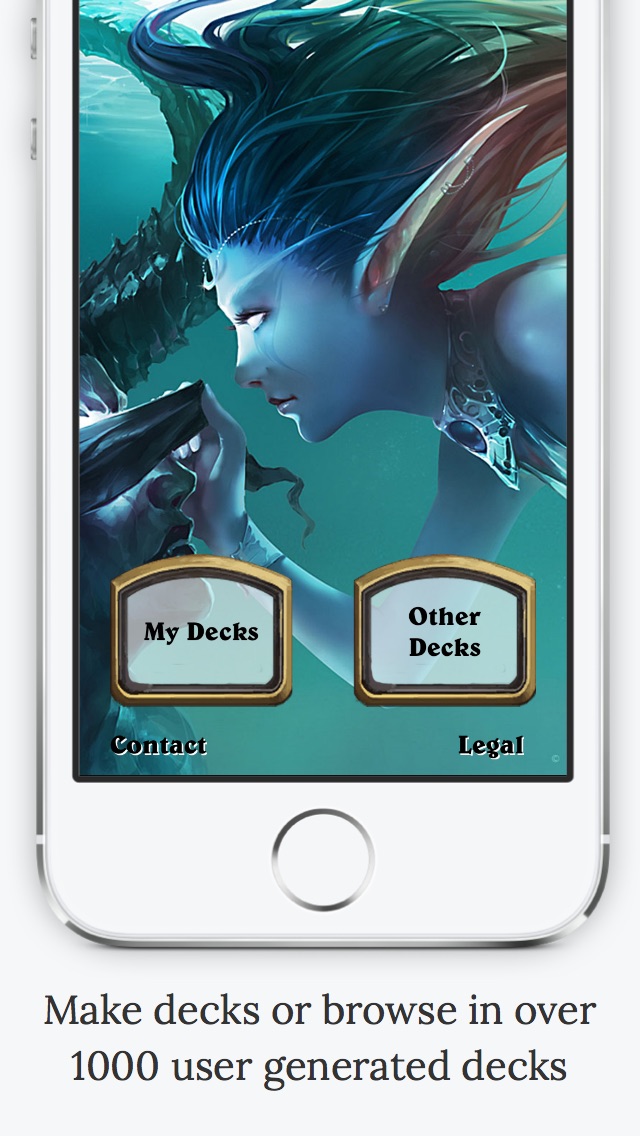 My Decks
Other
Decks
Contact
Legal
©
Make decks or browse in over
1000 user generated decks